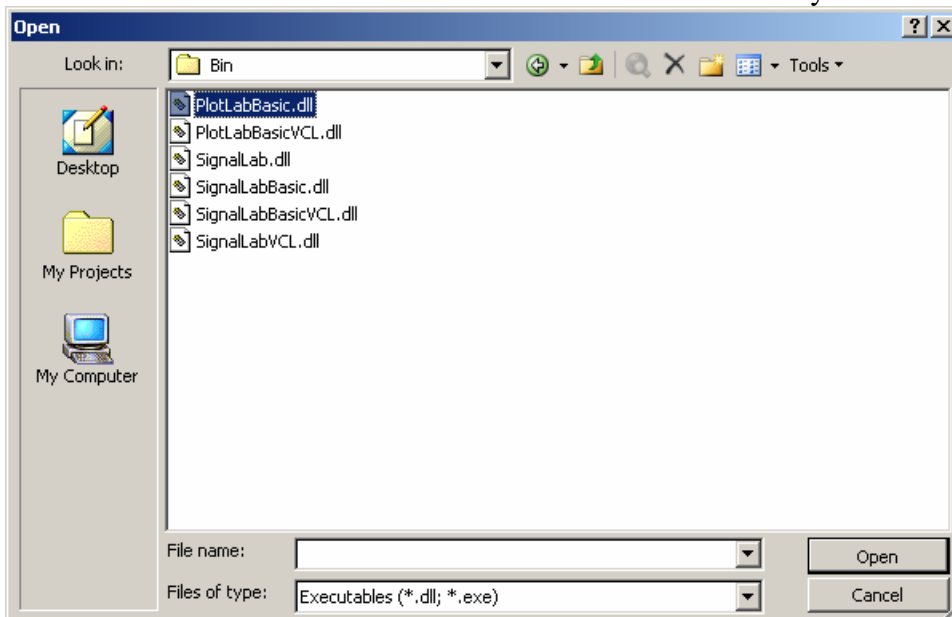 Open
Look in:
Bin
Tools
PlotLabBasic.dll
PlotLabBasicVCL.dll
SignalLab.dll
SignalLabBasic.dll
SignalLabBasicVCL.dll
SignalLabVCL.dll
Desktop
My Projects
My Computer
File name:
Open
Files of type:
Executables (*.dll; *.exe)
Cancel